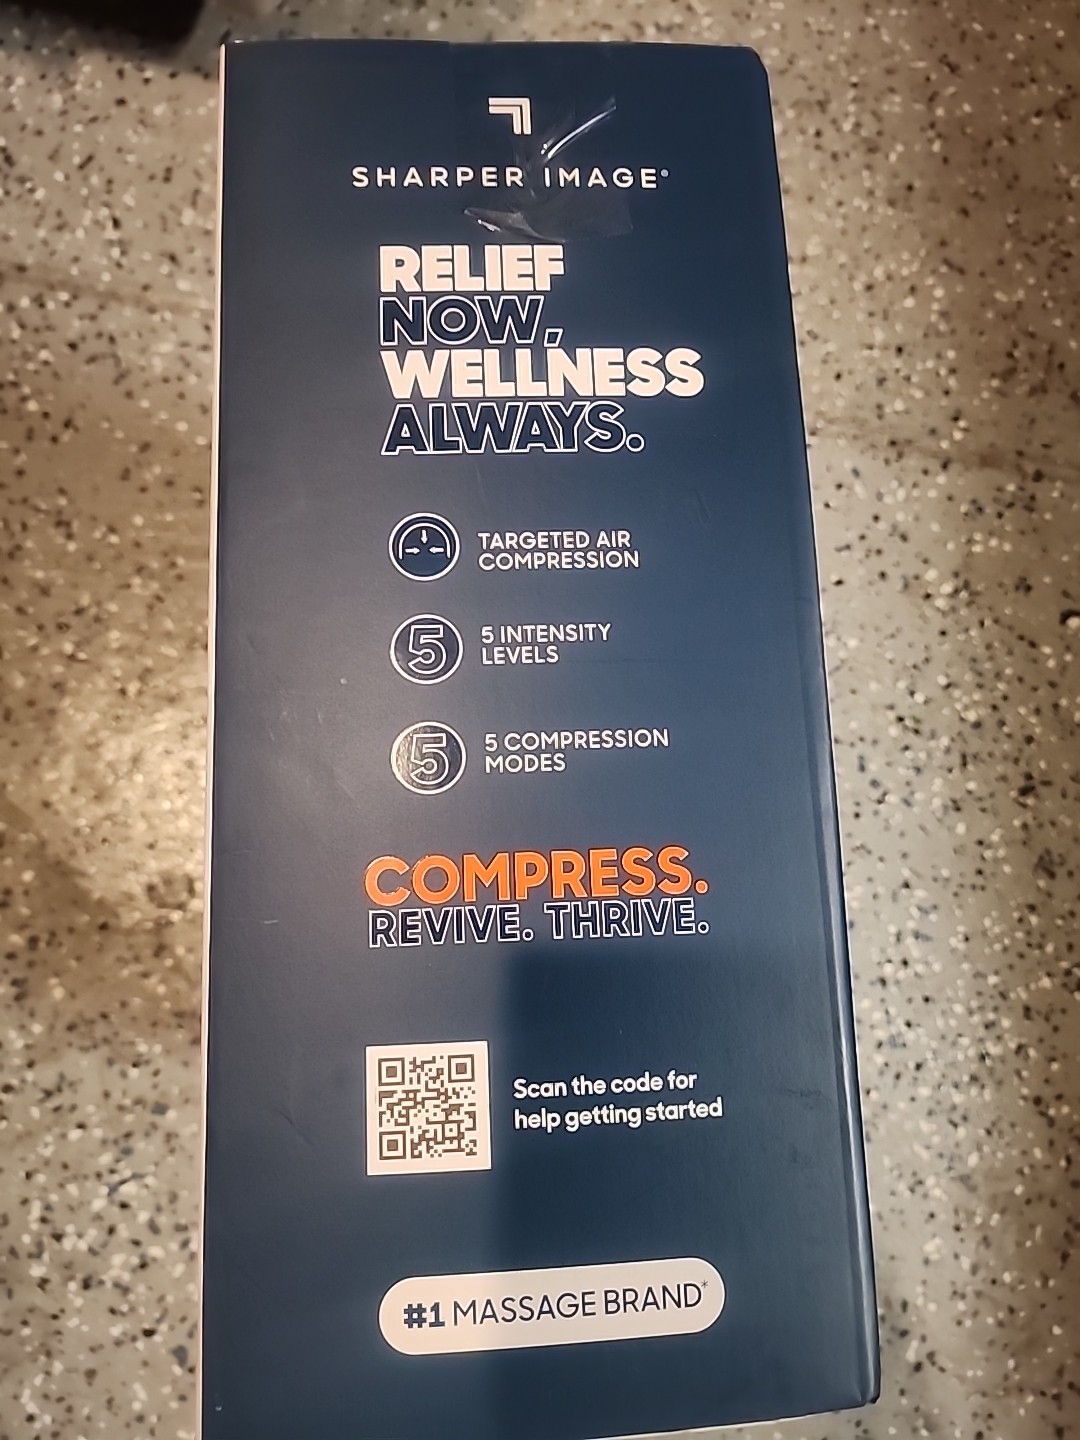 SHARPER IMAGE®
RELIEF
NOW,
WELLNESS
ALWAYS.
TARGETED AIR
COMPRESSION
5
5 INTENSITY
LEVELS
5
5 COMPRESSION
MODES
COMPRESS.
REVIVE. THRIVE.
Scan the code for
help getting started
#1 MASSAGE BRAND*